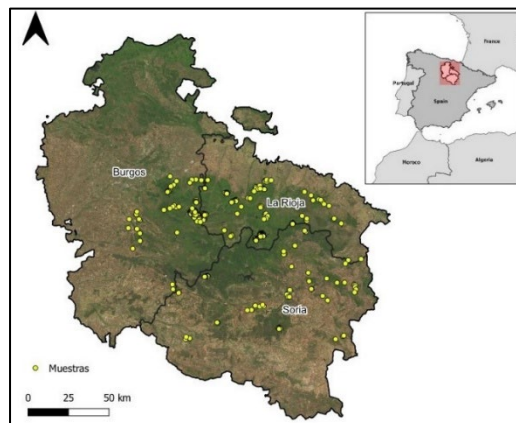 France
Portugal
Spain
Morocco
Algeria
Burgos
La Rioja
Soria
Muestras
0 25 50 km